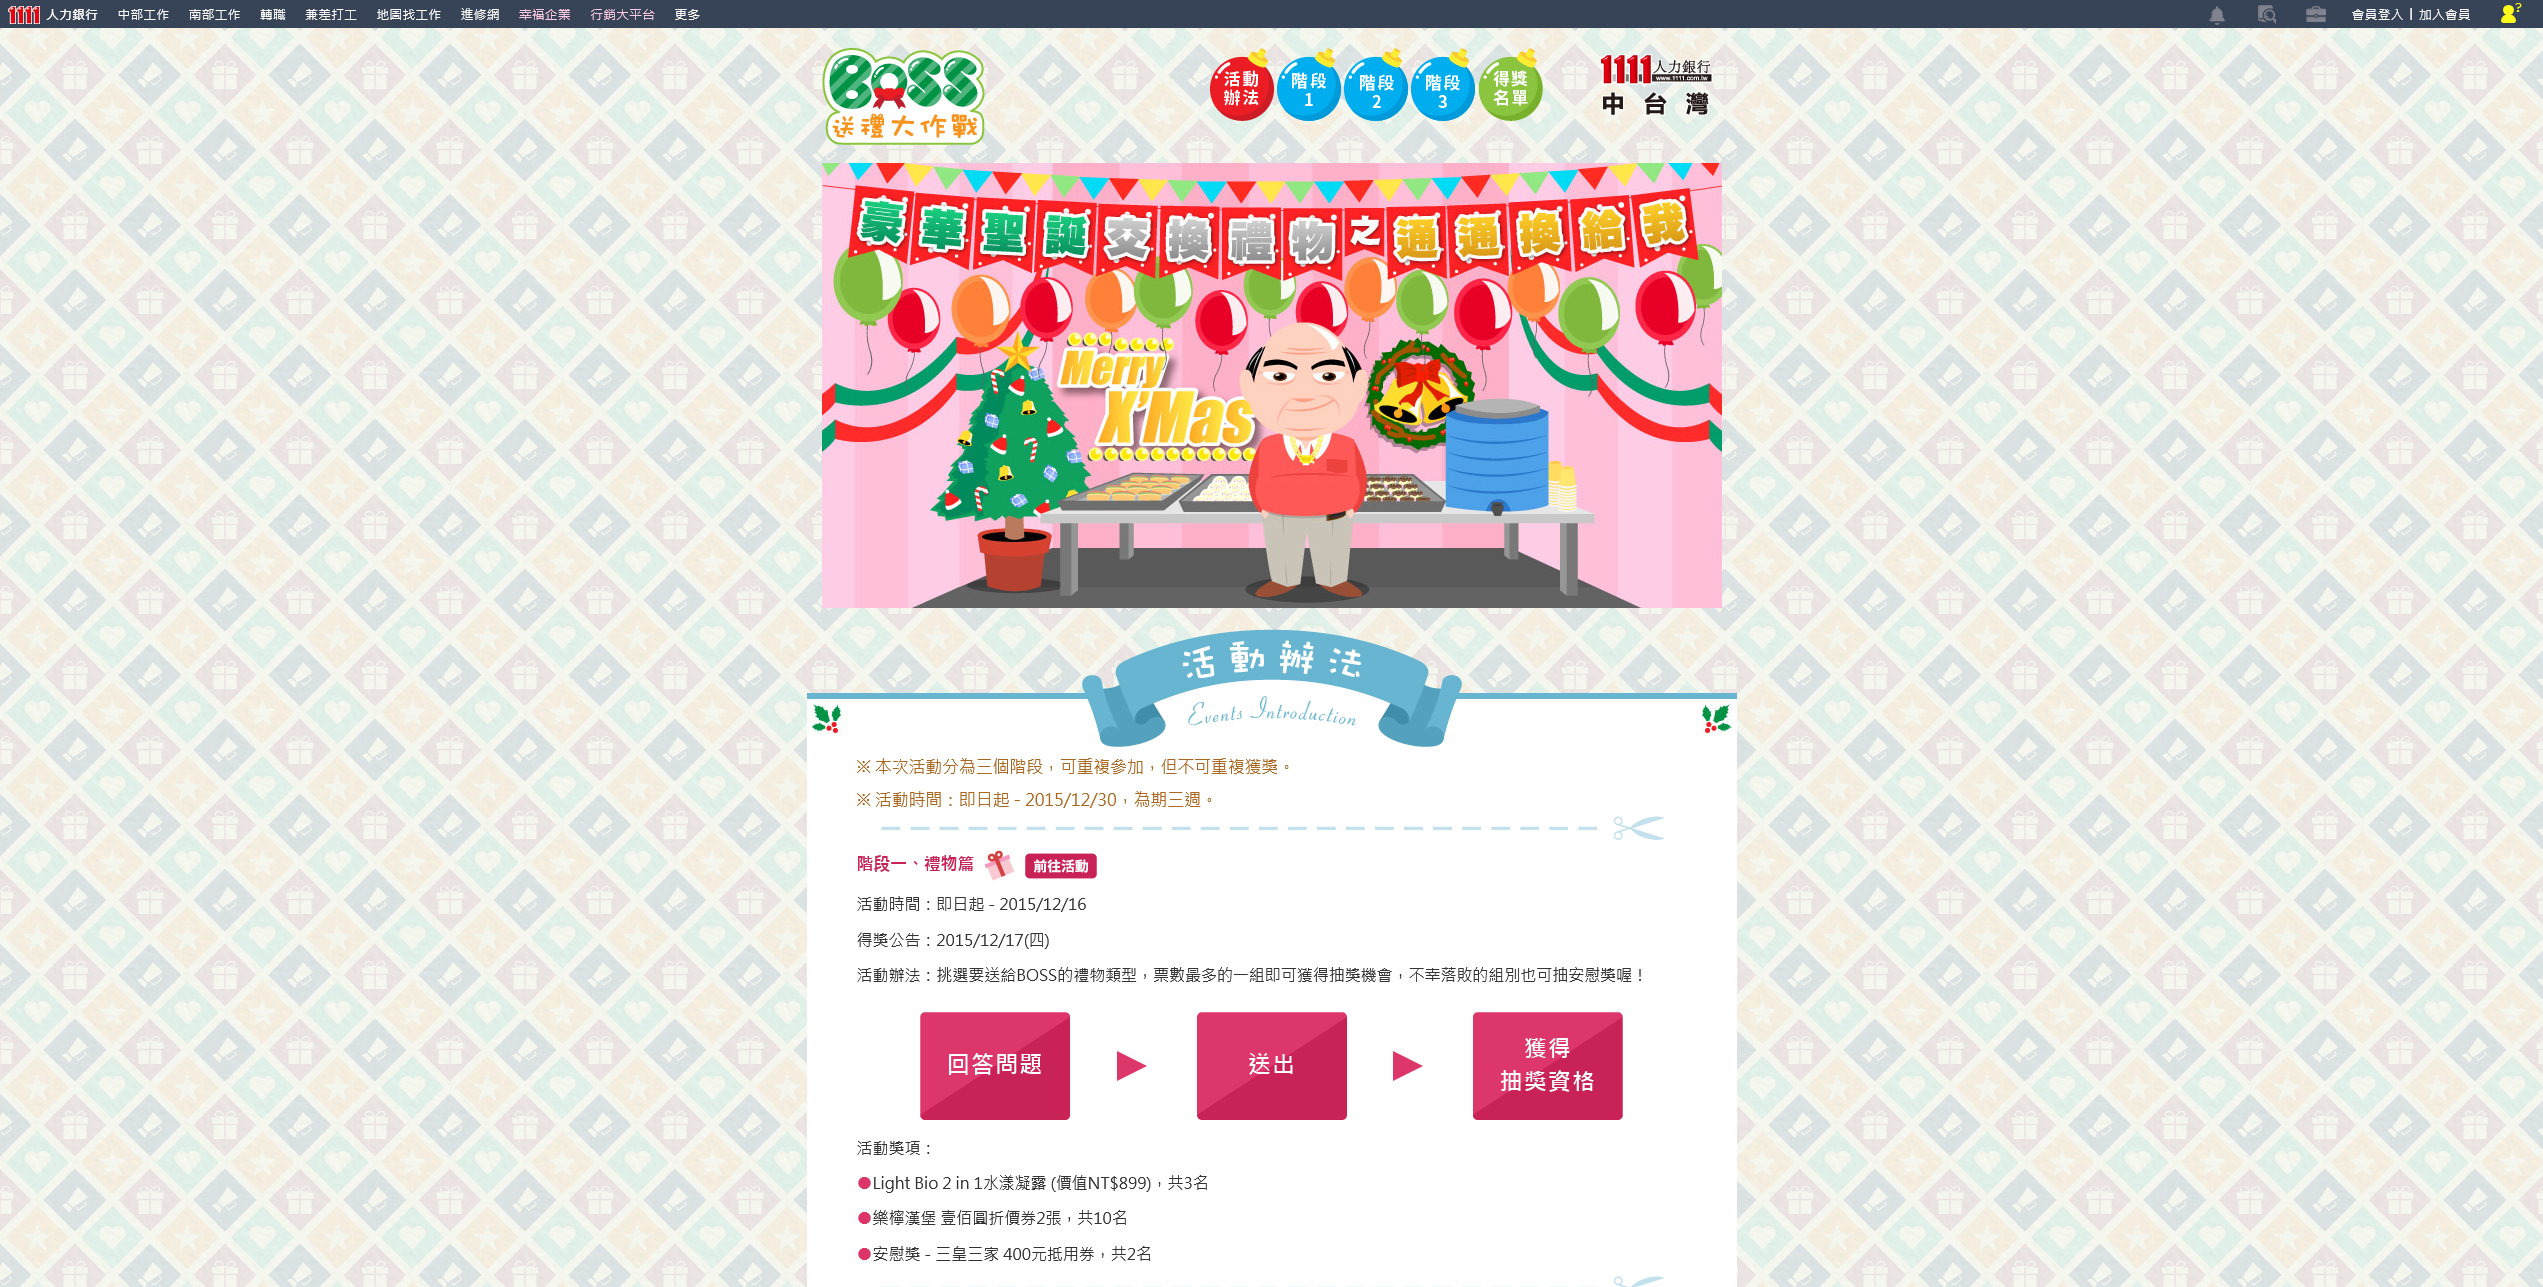 1111 人力銀行 中部工作 南部工作 轉職 兼差打工 地圖找工作 進修網 幸福企業 行銷大平台 更多 會員登入 | 加入會員
BOSS
送禮大作戰
活動
辦法
階段
1
階段
2
階段
3
得獎
名單
1111人力銀行
www.1111.com.tw
中台灣
豪華聖誕交換禮物之通通換給我
Merry
X'Mas
活動辦法
Events Introduction
※ 本次活動分為三個階段，可重複參加，但不可重複獲獎。
※ 活動時間：即日起 - 2015/12/30，為期三週。
階段一、禮物篇 前往活動
活動時間：即日起 - 2015/12/16
得獎公告：2015/12/17(四)
活動辦法：挑選要送給BOSS的禮物類型，票數最多的一組即可獲得抽獎機會，不幸落敗的組別也可抽安慰獎喔！
回答問題
送出
獲得
抽獎資格
活動獎項：
●Light Bio 2 in 1水漾凝露 (價值NT$899)，共3名
●樂檸漢堡 壹佰圓折價券2張，共10名
●安慰獎 - 三皇三家 400元抵用券，共2名